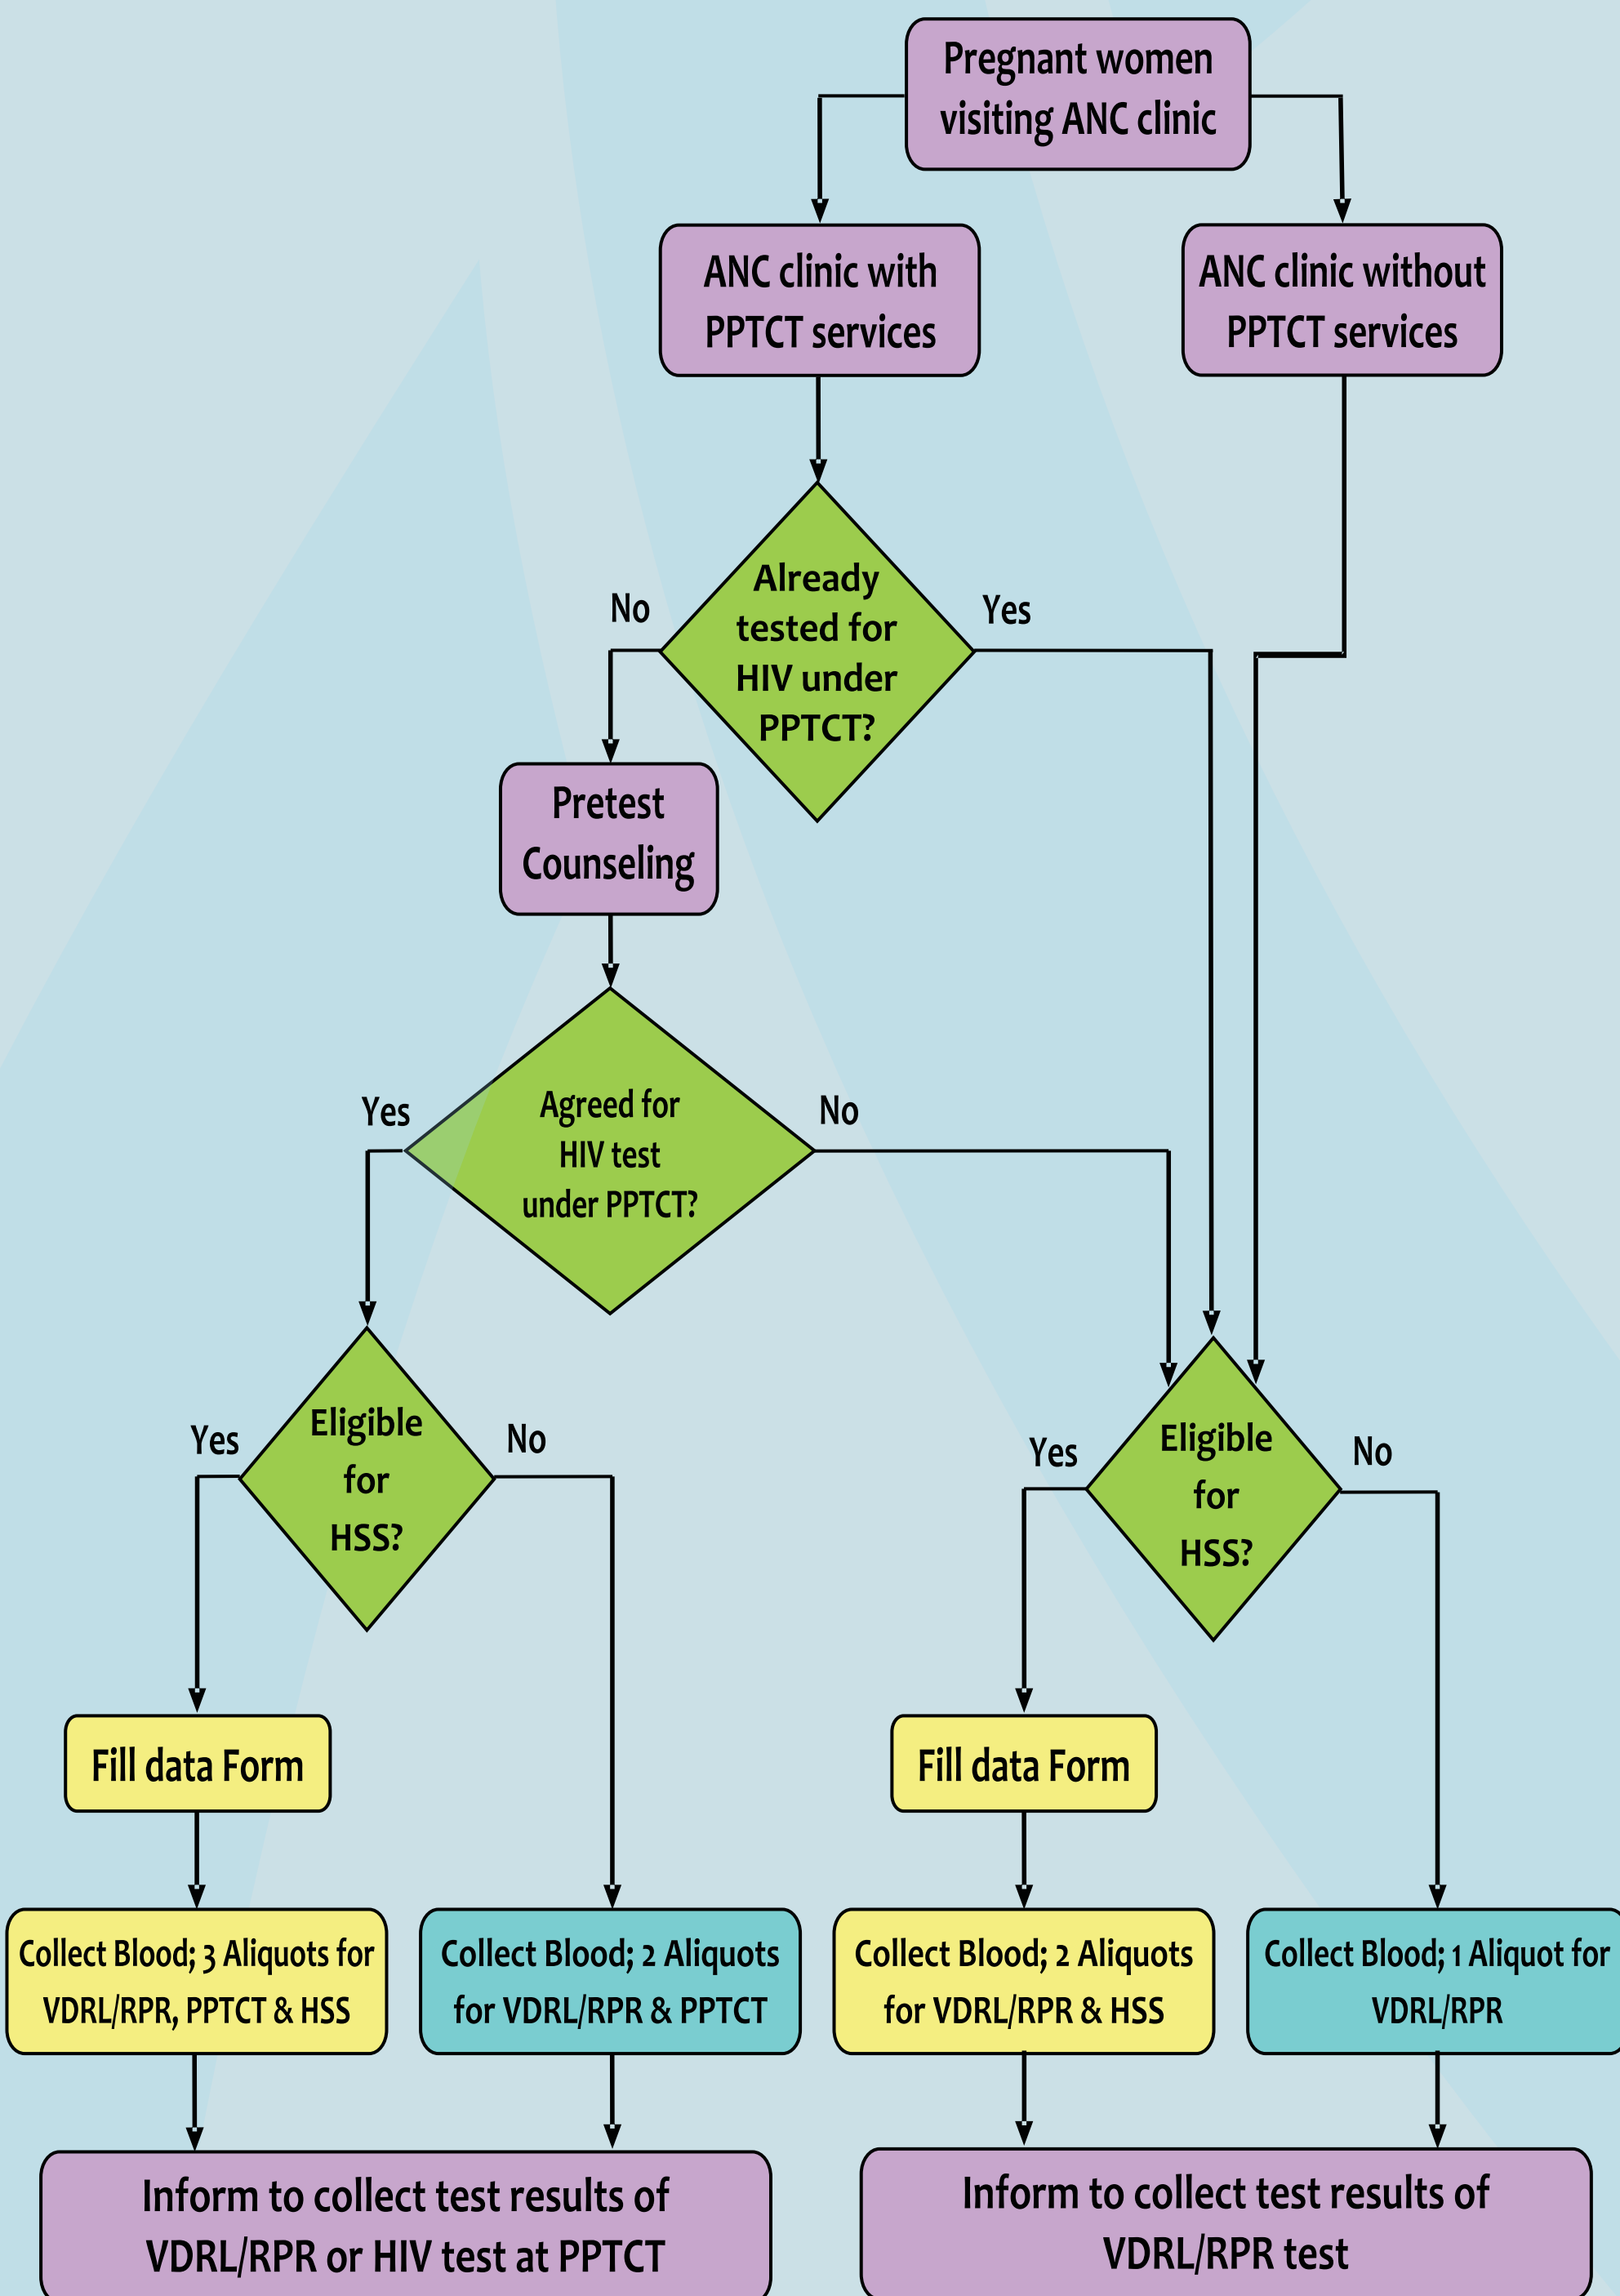 Pregnant women
visiting ANC clinic
ANC clinic with
PPTCT services
ANC clinic without
PPTCT services
Already
tested for
HIV under
PPTCT?
No
Yes
Pretest
Counseling
Agreed for
HIV test
under PPTCT?
Yes
No
Eligible
for
HSS?
Yes
No
Eligible
for
HSS?
Yes
No
Fill data Form
Fill data Form
Collect Blood; 3 Aliquots for
VDRL/RPR, PPTCT & HSS
Collect Blood; 2 Aliquots
for VDRL/RPR & PPTCT
Collect Blood; 2 Aliquots
for VDRL/RPR & HSS
Collect Blood; 1 Aliquot for
VDRL/RPR
Inform to collect test results of
VDRL/RPR or HIV test at PPTCT
Inform to collect test results of
VDRL/RPR test